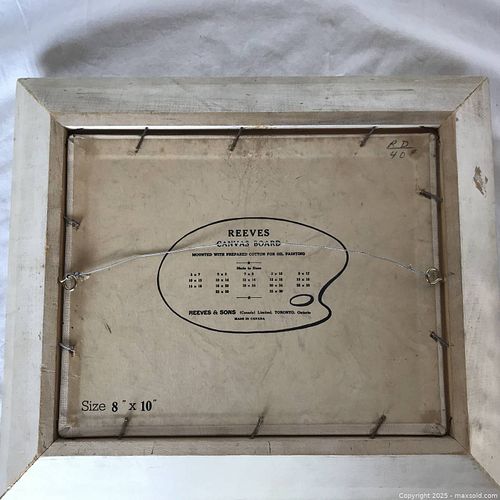 RD
40
REEVES
CANVAS BOARD
MOUNTED WITH PREPARED COTTON FOR OIL PAINTING
Made in Sizes
REEVES & SONS (Canada) Limited, TORONTO, Ontario
MADE IN CANADA
Size 8" x 10"
Copyright © 2025 - maxsold.com